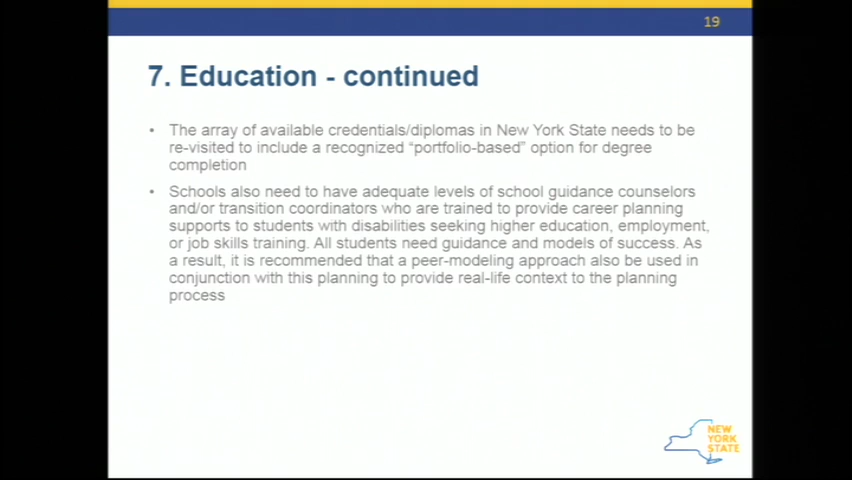 19
7. Education - continued
• The array of available credentials/diplomas in New York State needs to be
re-visited to include a recognized “portfolio-based” option for degree
completion
• Schools also need to have adequate levels of school guidance counselors
and/or transition coordinators who are trained to provide career planning
supports to students with disabilities seeking higher education, employment,
or job skills training. All students need guidance and models of success. As
a result, it is recommended that a peer-modeling approach also be used in
conjunction with this planning to provide real-life context to the planning
process
NEW
YORK
STATE